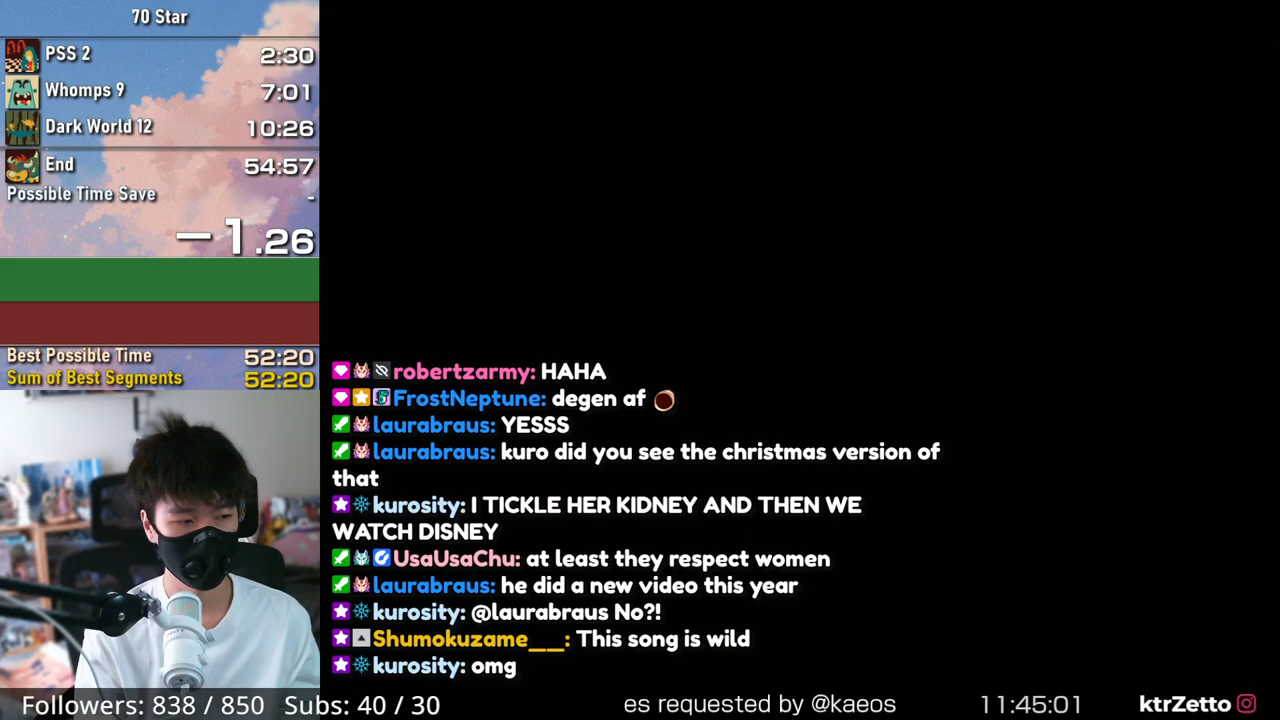 70 Star
PSS 2 2:30
Whomps 9 7:01
Dark World 12 10:26
End 54:57
Possible Time Save -
−1.26
Best Possible Time 52:20
Sum of Best Segments 52:20
robertzarmy: HAHA
FrostNeptune: degen af
laurabraus: YESSS
laurabraus: kuro did you see the christmas version of
that
kurosity: I TICKLE HER KIDNEY AND THEN WE
WATCH DISNEY
UsaUsaChu: at least they respect women
laurabraus: he did a new video this year
kurosity: @laurabraus No?!
Shumokuzame__: This song is wild
kurosity: omg
Followers: 838 / 850 Subs: 40 / 30 es requested by @kaeos 11:45:01 ktrZetto